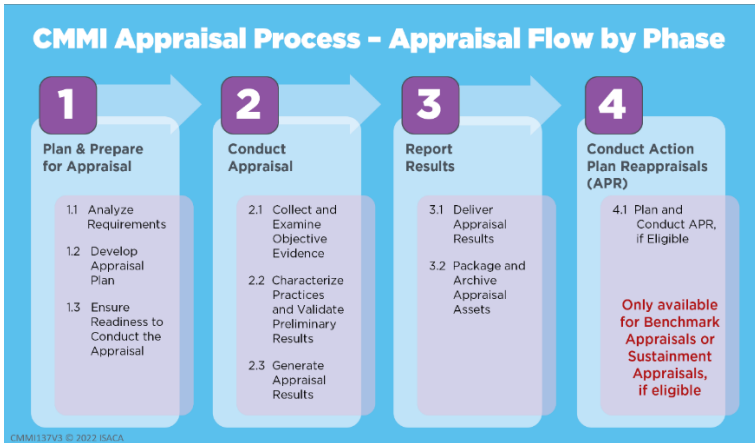 CMMI Appraisal Process – Appraisal Flow by Phase
1
Plan & Prepare
for Appraisal
1.1 Analyze
Requirements
1.2 Develop
Appraisal
Plan
1.3 Ensure
Readiness to
Conduct the
Appraisal
2
Conduct
Appraisal
2.1 Collect and
Examine
Objective
Evidence
2.2 Characterize
Practices
and Validate
Preliminary
Results
2.3 Generate
Appraisal
Results
3
Report
Results
3.1 Deliver
Appraisal
Results
3.2 Package and
Archive
Appraisal
Assets
4
Conduct Action
Plan Reappraisals
(APR)
4.1 Plan and
Conduct APR,
if Eligible
Only available
for Benchmark
Appraisals or
Sustainment
Appraisals,
if eligible
CMMI137V3 © 2022 ISACA